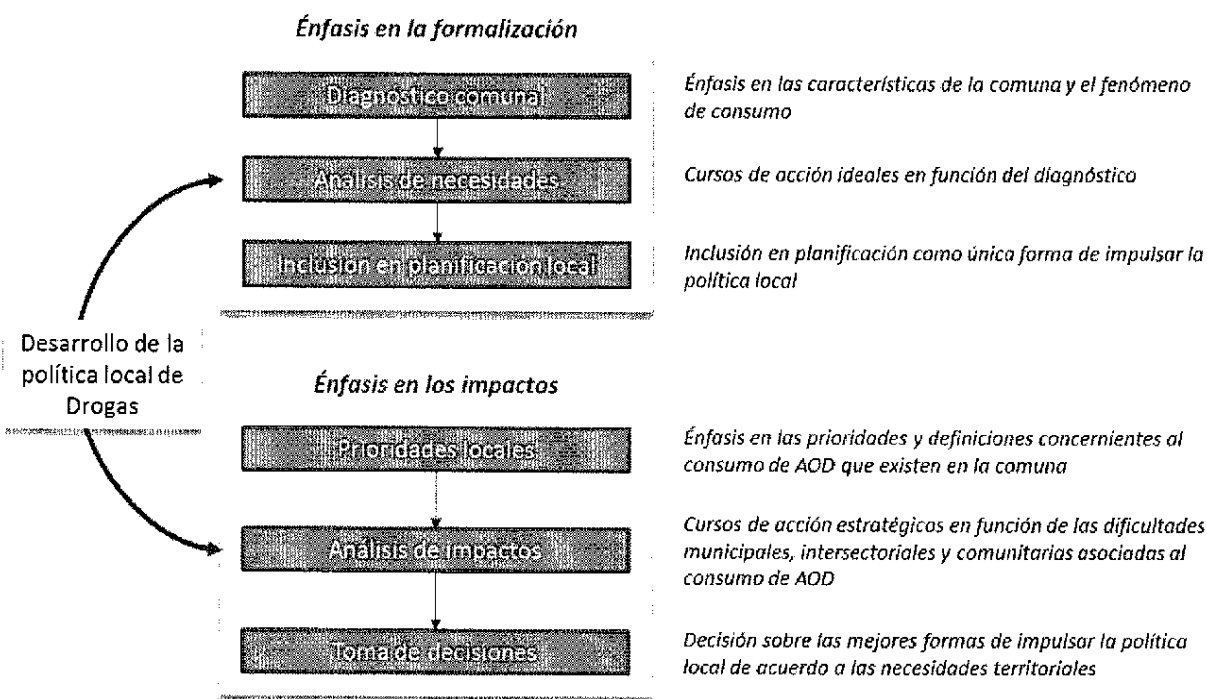 Énfasis en la formalización
Diagnóstico comunal
Énfasis en las características de la comuna y el fenómeno
de consumo
Análisis de necesidades
Cursos de acción ideales en función del diagnóstico
Inclusión en planificación local
Inclusión en planificación como única forma de impulsar la
política local
Desarrollo de la
política local de
Drogas
Énfasis en los impactos
Prioridades locales
Énfasis en las prioridades y definiciones concernientes al
consumo de AOD que existen en la comuna
Análisis de impactos
Cursos de acción estratégicos en función de las dificultades
municipales, intersectoriales y comunitarias asociadas al
consumo de AOD
Toma de decisiones
Decisión sobre las mejores formas de impulsar la política
local de acuerdo a las necesidades territoriales